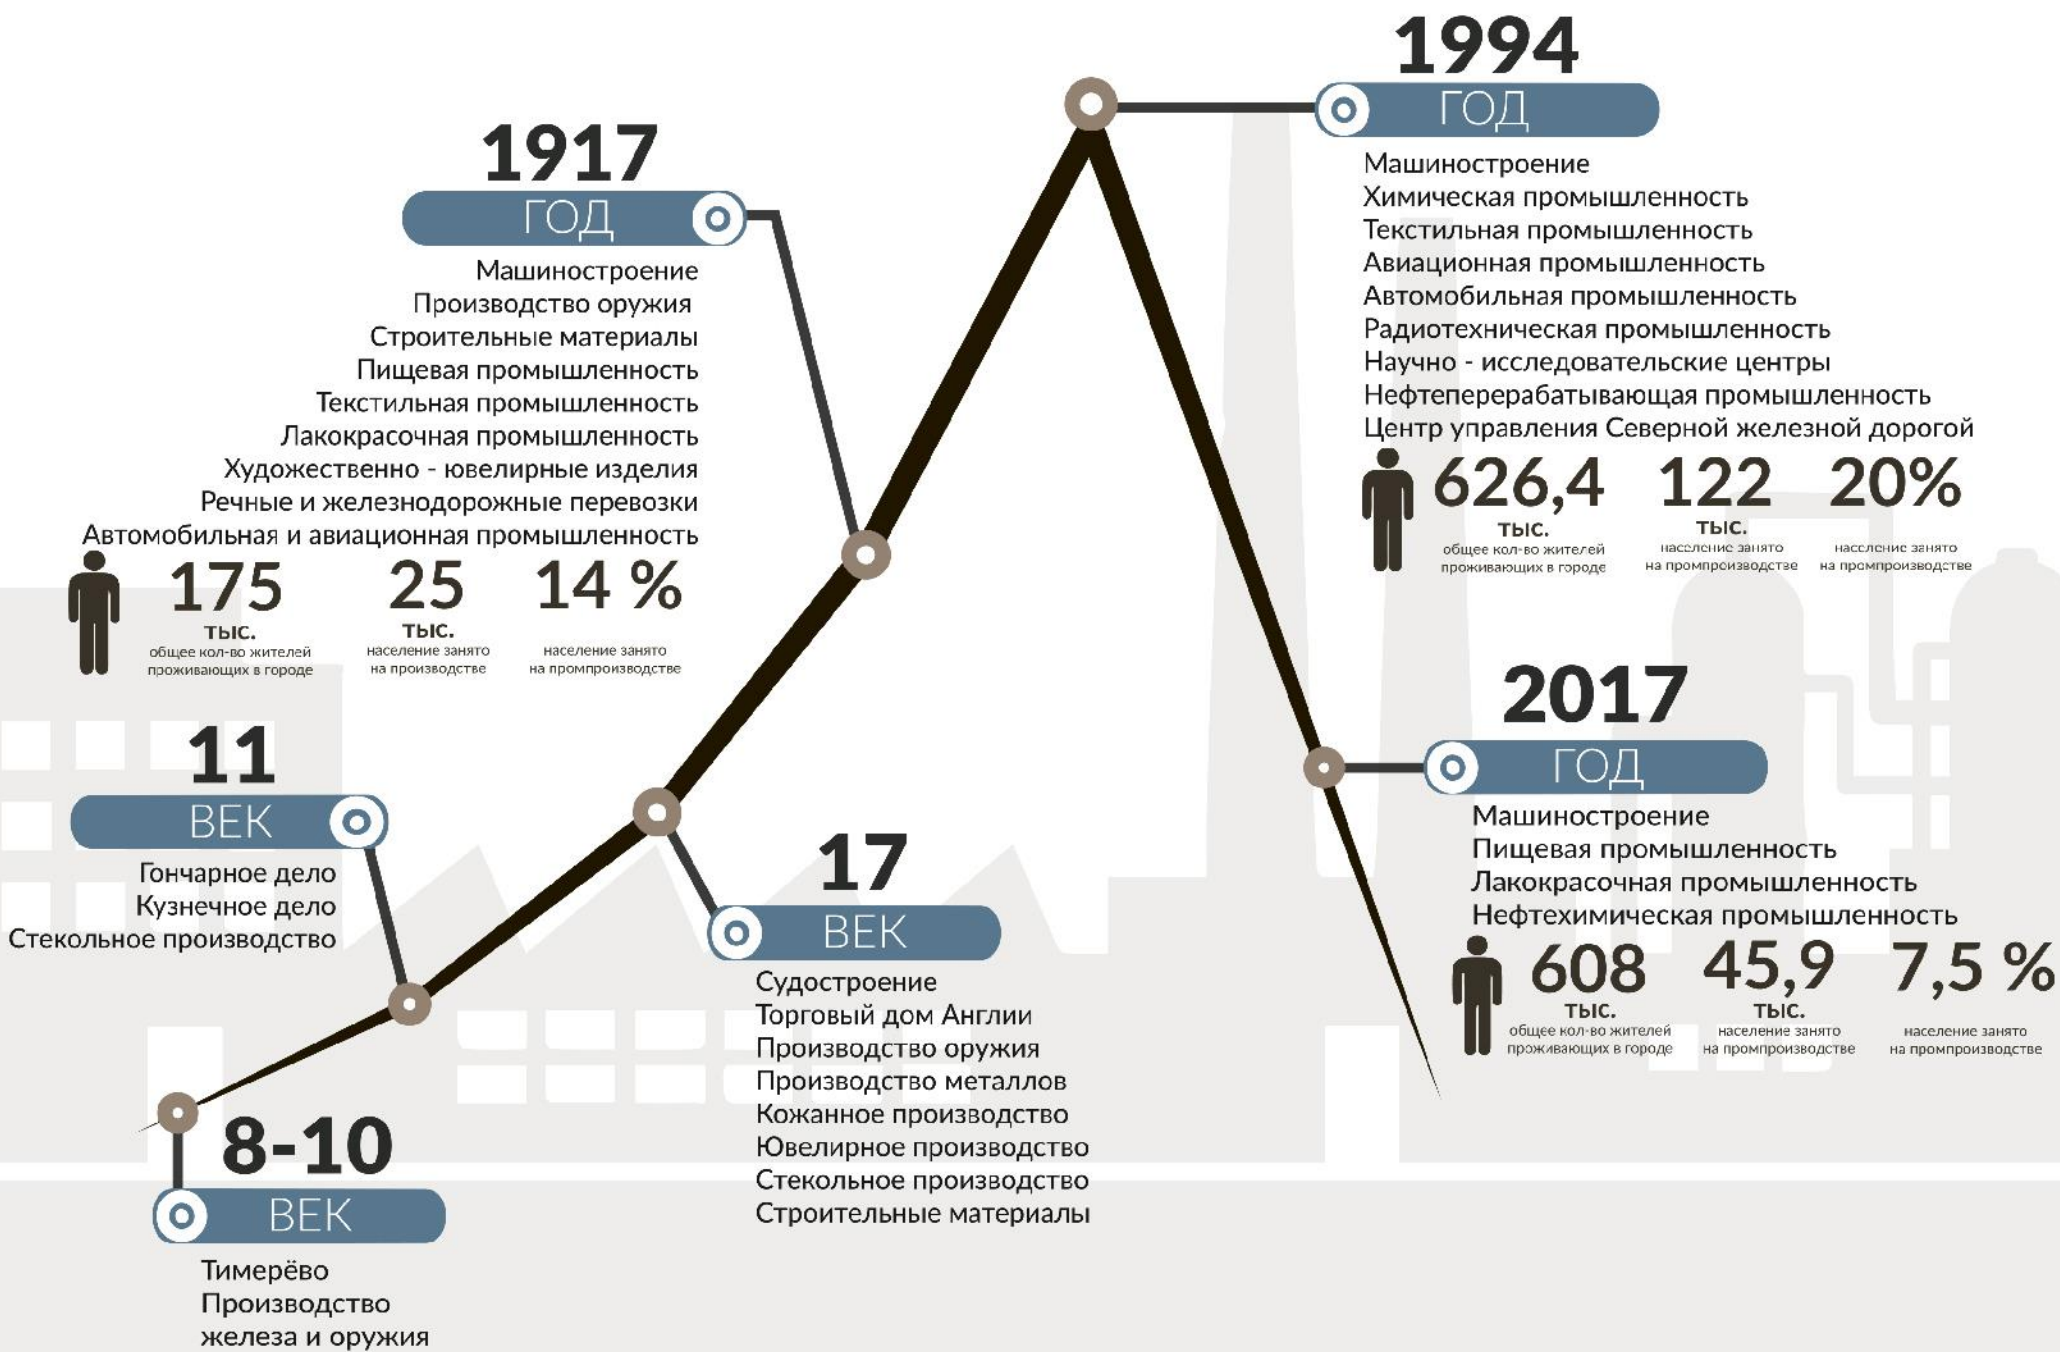 1917
ГОД
Машиностроение
Производство оружия
Строительные материалы
Пищевая промышленность
Текстильная промышленность
Лакокрасочная промышленность
Художественно - ювелирные изделия
Речные и железнодорожные перевозки
Автомобильная и авиационная промышленность
175
тыс.
общее кол-во жителей
проживающих в городе
25
тыс.
население занято
на производстве
14 %
население занято
на промпроизводстве
1994
ГОД
Машиностроение
Химическая промышленность
Текстильная промышленность
Авиационная промышленность
Автомобильная промышленность
Радиотехническая промышленность
Научно - исследовательские центры
Нефтеперерабатывающая промышленность
Центр управления Северной железной дорогой
626,4
тыс.
общее кол-во жителей
проживающих в городе
122
тыс.
население занято
на промпроизводстве
20%
население занято
на промпроизводстве
11
ВЕК
Гончарное дело
Кузнечное дело
Стекольное производство
17
ВЕК
Судостроение
Торговый дом Англии
Производство оружия
Производство металлов
Кожанное производство
Ювелирное производство
Стекольное производство
Строительные материалы
2017
ГОД
Машиностроение
Пищевая промышленность
Лакокрасочная промышленность
Нефтехимическая промышленность
608
тыс.
общее кол-во жителей
проживающих в городе
45,9
тыс.
население занято
на промпроизводстве
7,5 %
население занято
на промпроизводстве
8-10
ВЕК
Тимерёво
Производство
железа и оружия